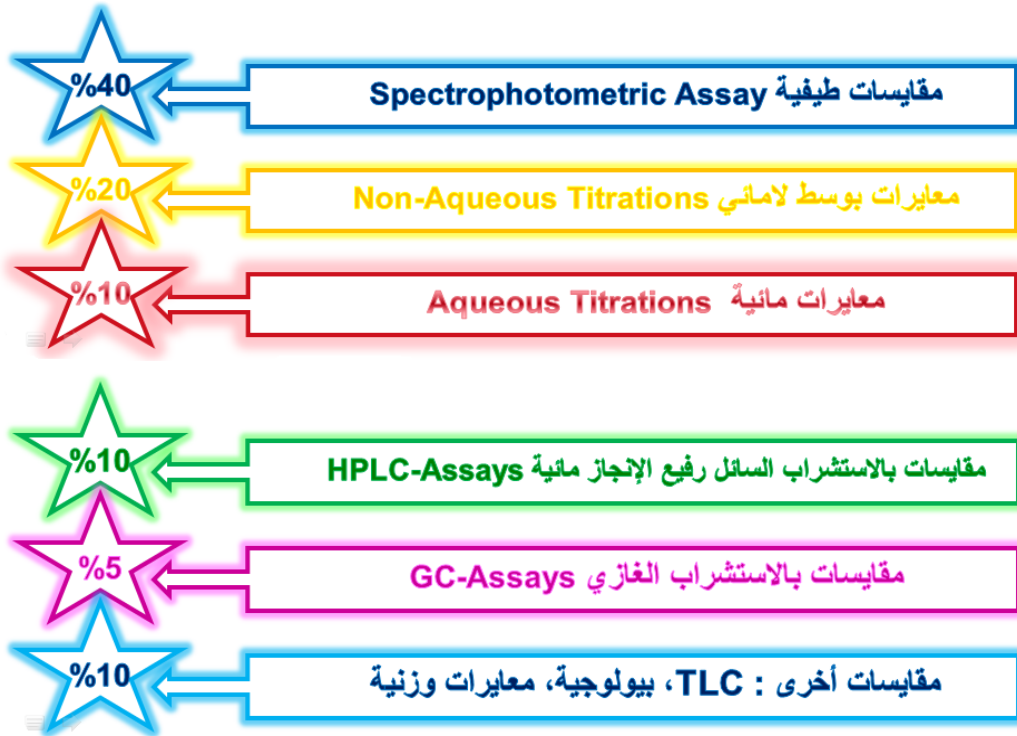 %40
مقايسات طيفية Spectrophotometric Assay
%20
معايرات بوسط لامائي Non-Aqueous Titrations
%10
معايرات مائية Aqueous Titrations
%10
مقايسات بالاستشراب السائل رفيع الإنجاز مائية HPLC-Assays
%5
مقايسات بالاستشراب الغازي GC-Assays
%10
مقايسات أخرى : TLC، بيولوجية، معايرات وزنية